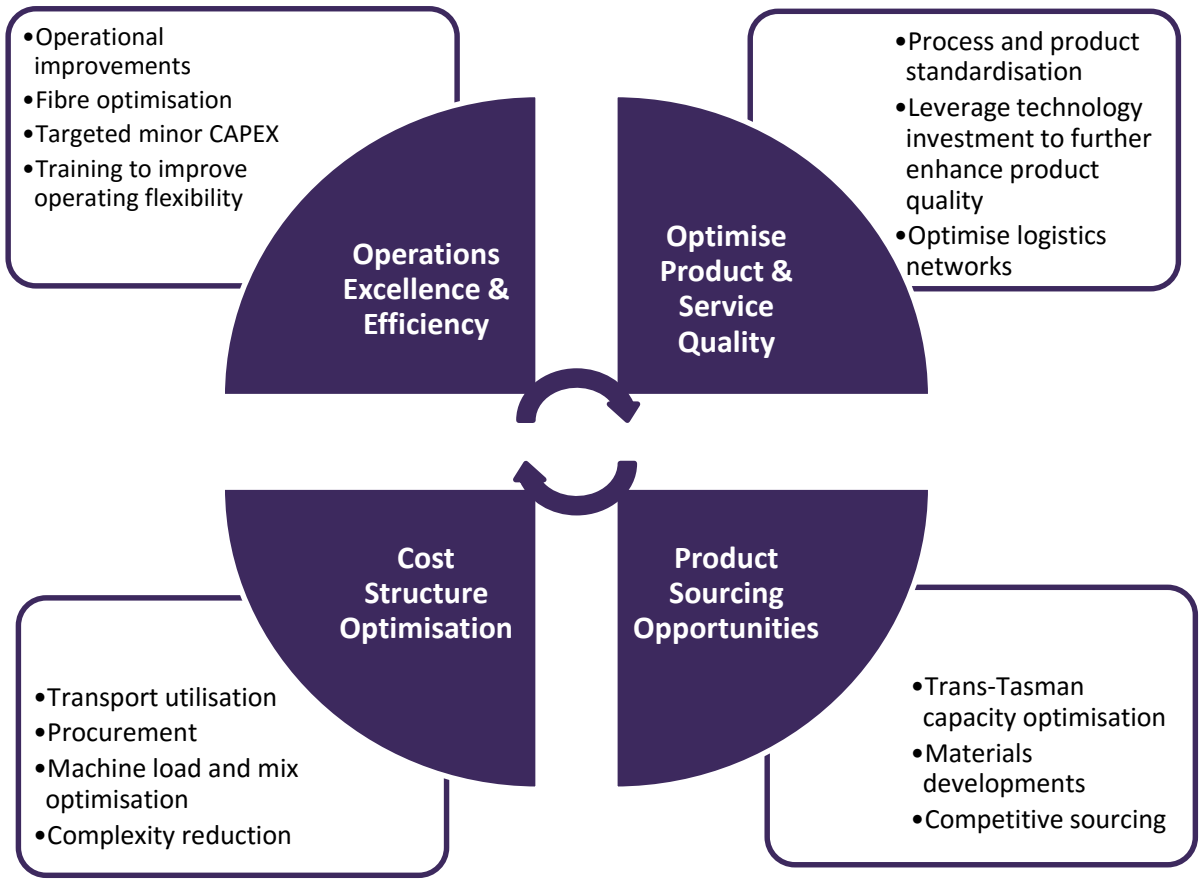 •Operational
improvements
•Fibre optimisation
•Targeted minor CAPEX
•Training to improve
operating flexibility
•Process and product
standardisation
•Leverage technology
investment to further
enhance product
quality
•Optimise logistics
networks
Operations
Excellence &
Efficiency
Optimise
Product &
Service
Quality
Cost
Structure
Optimisation
Product
Sourcing
Opportunities
•Transport utilisation
•Procurement
•Machine load and mix
optimisation
•Complexity reduction
•Trans-Tasman
capacity optimisation
•Materials
developments
•Competitive sourcing